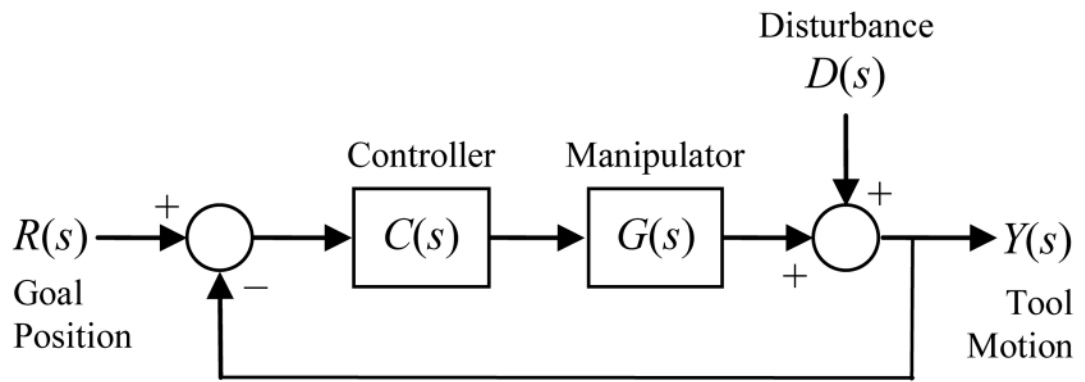 Disturbance
D(s)
Controller
Manipulator
+
+
R(s)
C(s)
G(s)
Y(s)
+
−
Goal
Position
Tool
Motion